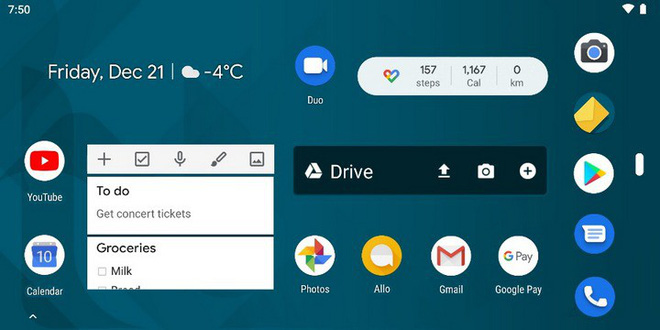 7:50
Friday, Dec 21 | -4°C
Duo
157 steps
1,167 Cal
0 km
YouTube
To do
Get concert tickets
Drive
10
Calendar
Groceries
Milk
Bread
Photos
Allo
Gmail
G Pay
Google Pay